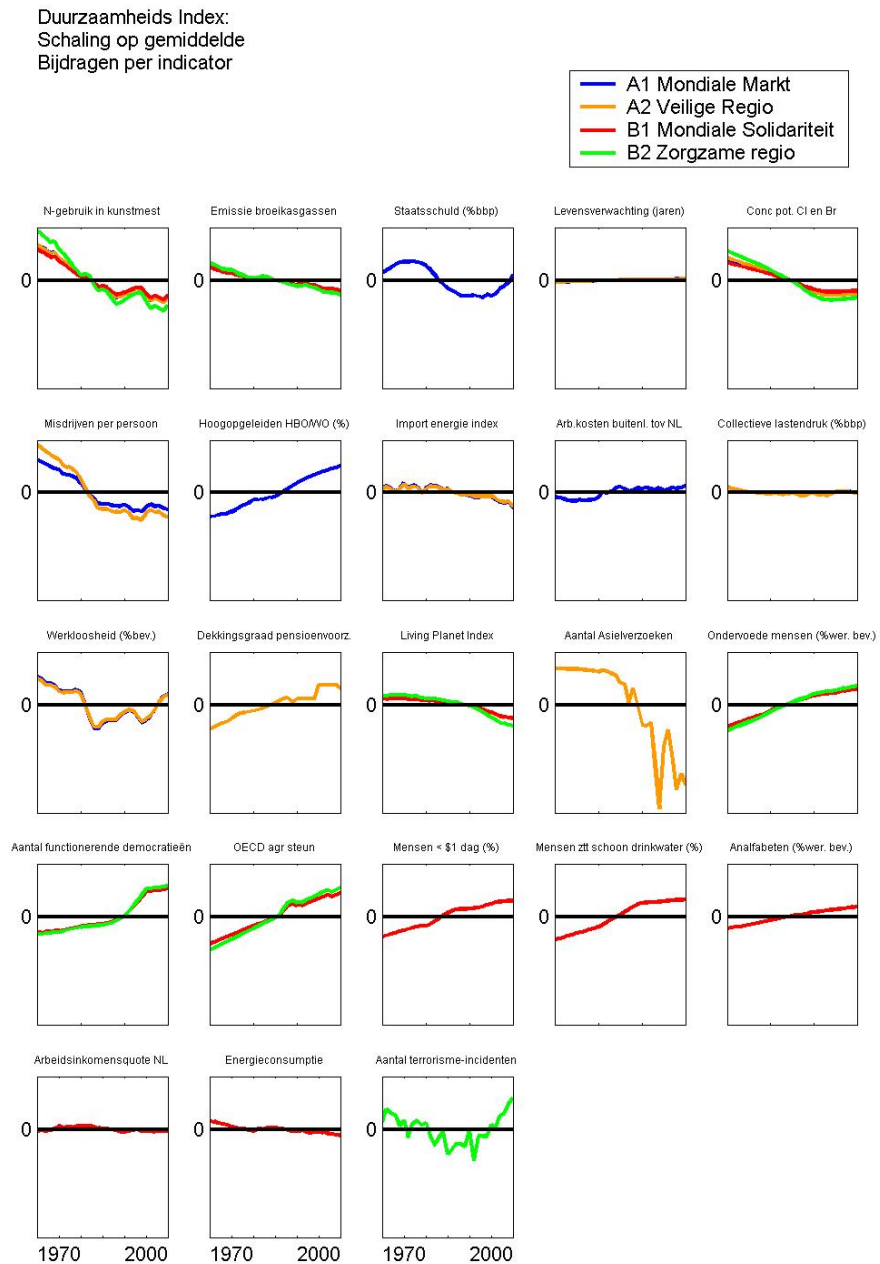 Duurzaamheids Index:
Schaling op gemiddelde
Bijdragen per indicator
A1 Mondiale Markt
A2 Veilige Regio
B1 Mondiale Solidariteit
B2 Zorgzame regio
N-gebruik in kunstmest
Emissie broeikasgassen
Staatsschuld (%bbp)
Levensverwachting (jaren)
Conc pot. Cl en Br
0
0
0
0
0
Misdrijven per persoon
Hoogopgeleiden HBO/WO (%)
Import energie index
Arb.kosten buitenl. tov NL
Collectieve lastendruk (%bbp)
0
0
0
0
0
Werkloosheid (%bev.)
Dekkingsgraad pensioenvoorz.
Living Planet Index
Aantal Asielverzoeken
Ondervoede mensen (%wer. bev.)
0
0
0
0
0
Aantal functionerende democratieën
OECD agr steun
Mensen < $1 dag (%)
Mensen ztt schoon drinkwater (%)
Analfabeten (%wer. bev.)
0
0
0
0
0
Arbeidsinkomensquote NL
Energieconsumptie
Aantal terrorisme-incidenten
0
0
0
1970 2000
1970 2000
1970 2000